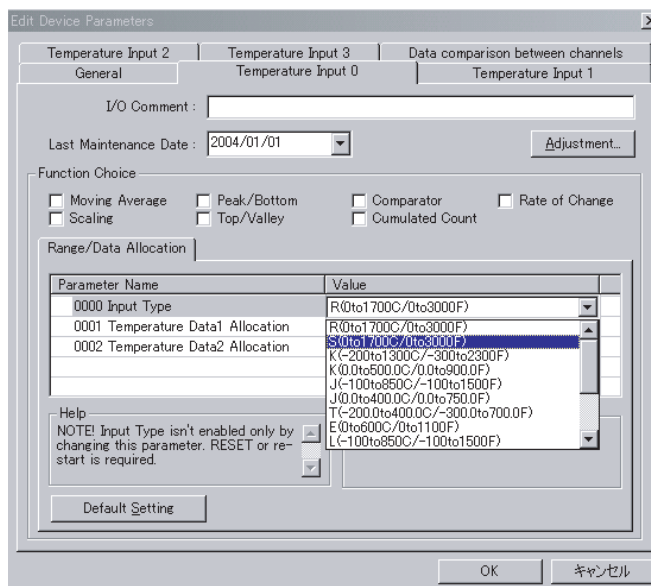 Edit Device Parameters
Temperature Input 2
Temperature Input 3
Data comparison between channels
General
Temperature Input 0
Temperature Input 1
I/O Comment :
Last Maintenance Date :
2004/01/01
Adjustment...
Function Choice
Moving Average
Peak/Bottom
Comparator
Rate of Change
Scaling
Top/Valley
Cumulated Count
Range/Data Allocation
Parameter Name
Value
0000 Input Type
R(0to1700C/0to3000F)
0001 Temperature Data1 Allocation
0002 Temperature Data2 Allocation
R(0to1700C/0to3000F)
S(0to1700C/0to3000F)
K(-200to1300C/-300to2300F)
K(0.0to500.0C/0.0to900.0F)
J(-100to850C/-100to1500F)
J(0.0to400.0C/0.0to750.0F)
T(-200.0to400.0C/-300.0to700.0F)
E(0to600C/0to1100F)
L(-100to850C/-100to1500F)
Help
NOTE! Input Type isn't enabled only by
changing this parameter. RESET or re-
start is required.
Default Setting
OK
キャンセル